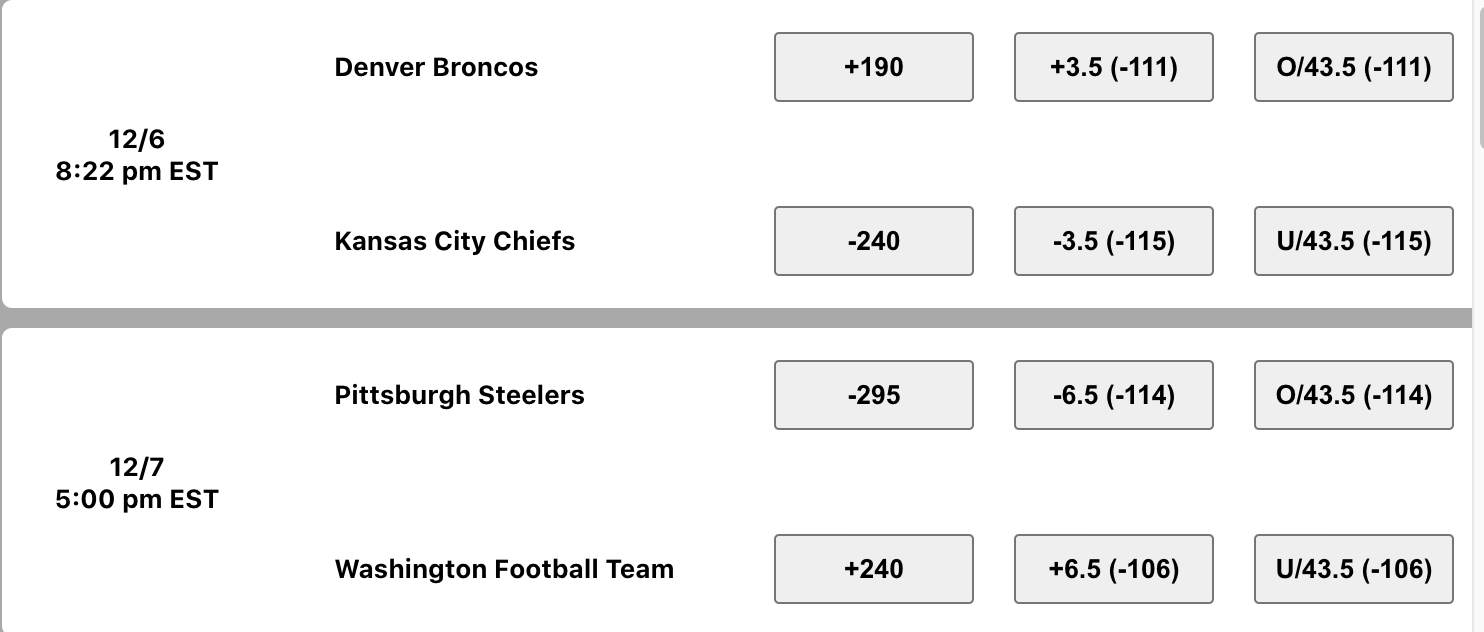 Denver Broncos +190 +3.5 (-111) O/43.5 (-111)
12/6
8:22 pm EST
Kansas City Chiefs -240 -3.5 (-115) U/43.5 (-115)
Pittsburgh Steelers -295 -6.5 (-114) O/43.5 (-114)
12/7
5:00 pm EST
Washington Football Team +240 +6.5 (-106) U/43.5 (-106)